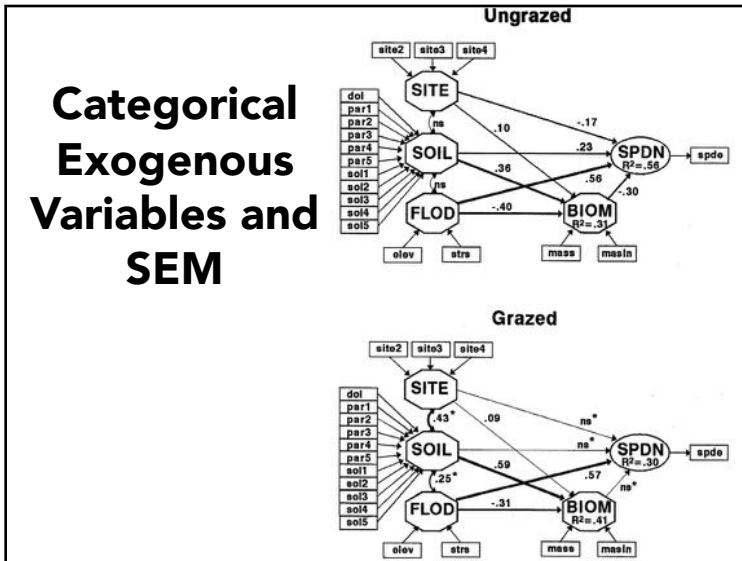 Categorical
Exogenous
Variables and
SEM
Ungrazed
site2 site3 site4
SITE
dol
par1
par2
par3
par4
par5
sol1
sol2
sol3
sol4
sol5
ns
SOIL
ns
FLOD
elev strs
-.17
.10
.23
.36
.56
-.40
-.30
SPDN
R²=.56
spde
BIOM
R²=.31
mass masln
Grazed
site2 site3 site4
SITE
dol
par1
par2
par3
par4
par5
sol1
sol2
sol3
sol4
sol5
.43*
SOIL
.25*
FLOD
elev strs
ns*
.09
ns*
.59
.57
-.31
ns*
SPDN
R²=.30
spde
BIOM
R²=.41
mass masln